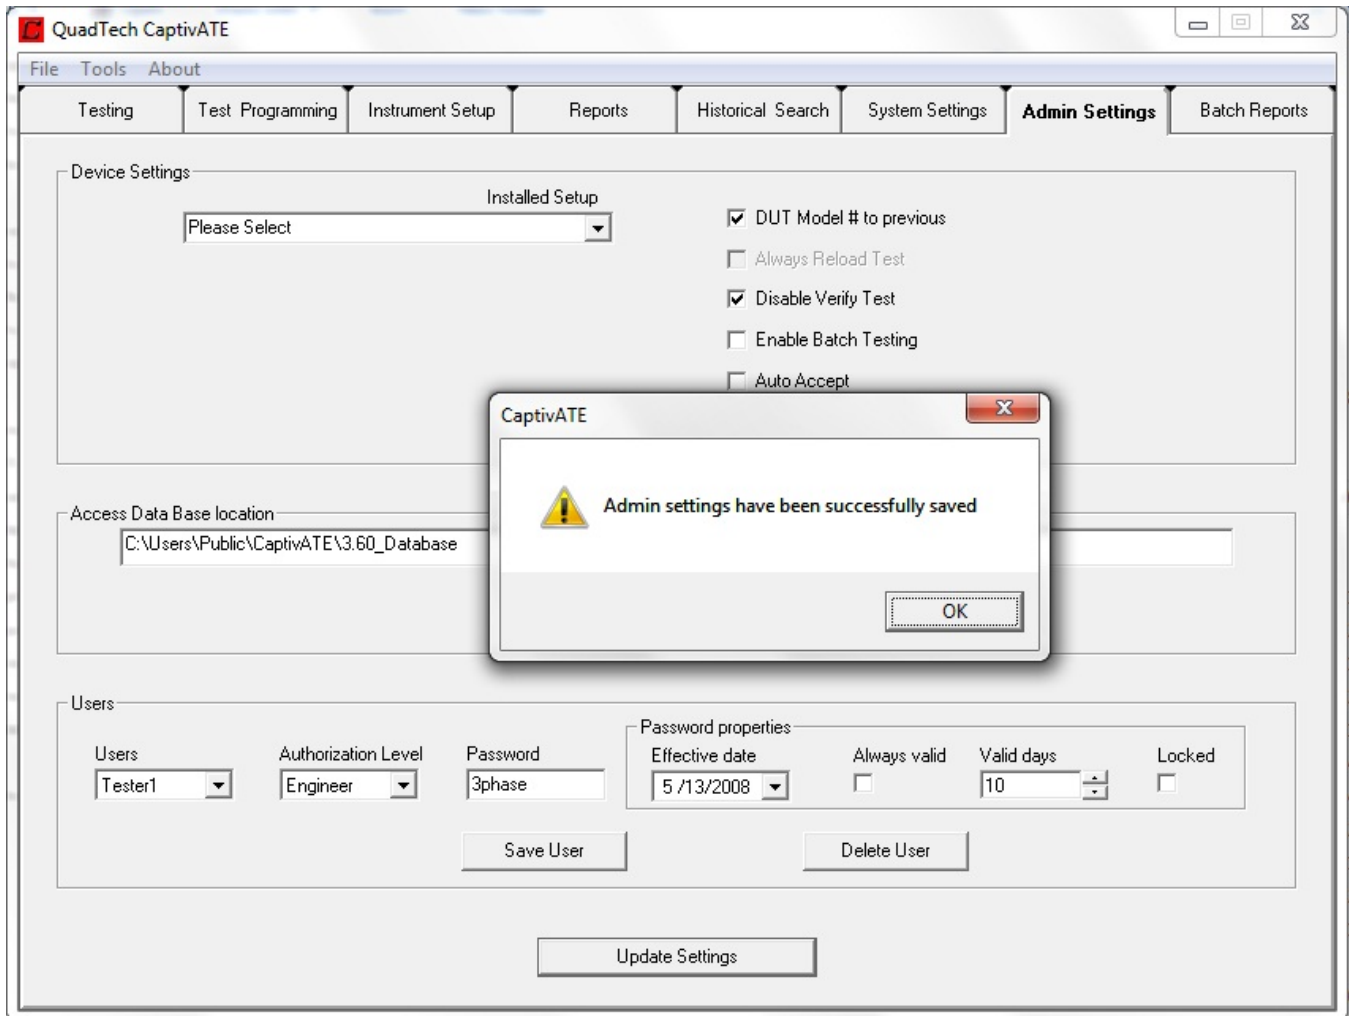 QuadTech CaptivATE
File Tools About
Testing Test Programming Instrument Setup Reports Historical Search System Settings Admin Settings Batch Reports
Device Settings
Installed Setup
Please Select
DUT Model # to previous
Always Reload Test
Disable Verify Test
Enable Batch Testing
Auto Accept
CaptivATE
Admin settings have been successfully saved
OK
Access Data Base location
C:\Users\Public\CaptivATE\3.60_Database
Users
Password properties
Users Authorization Level Password Effective date Always valid Valid days Locked
Tester1 Engineer 3phase 5 /13/2008 10
Save User Delete User
Update Settings